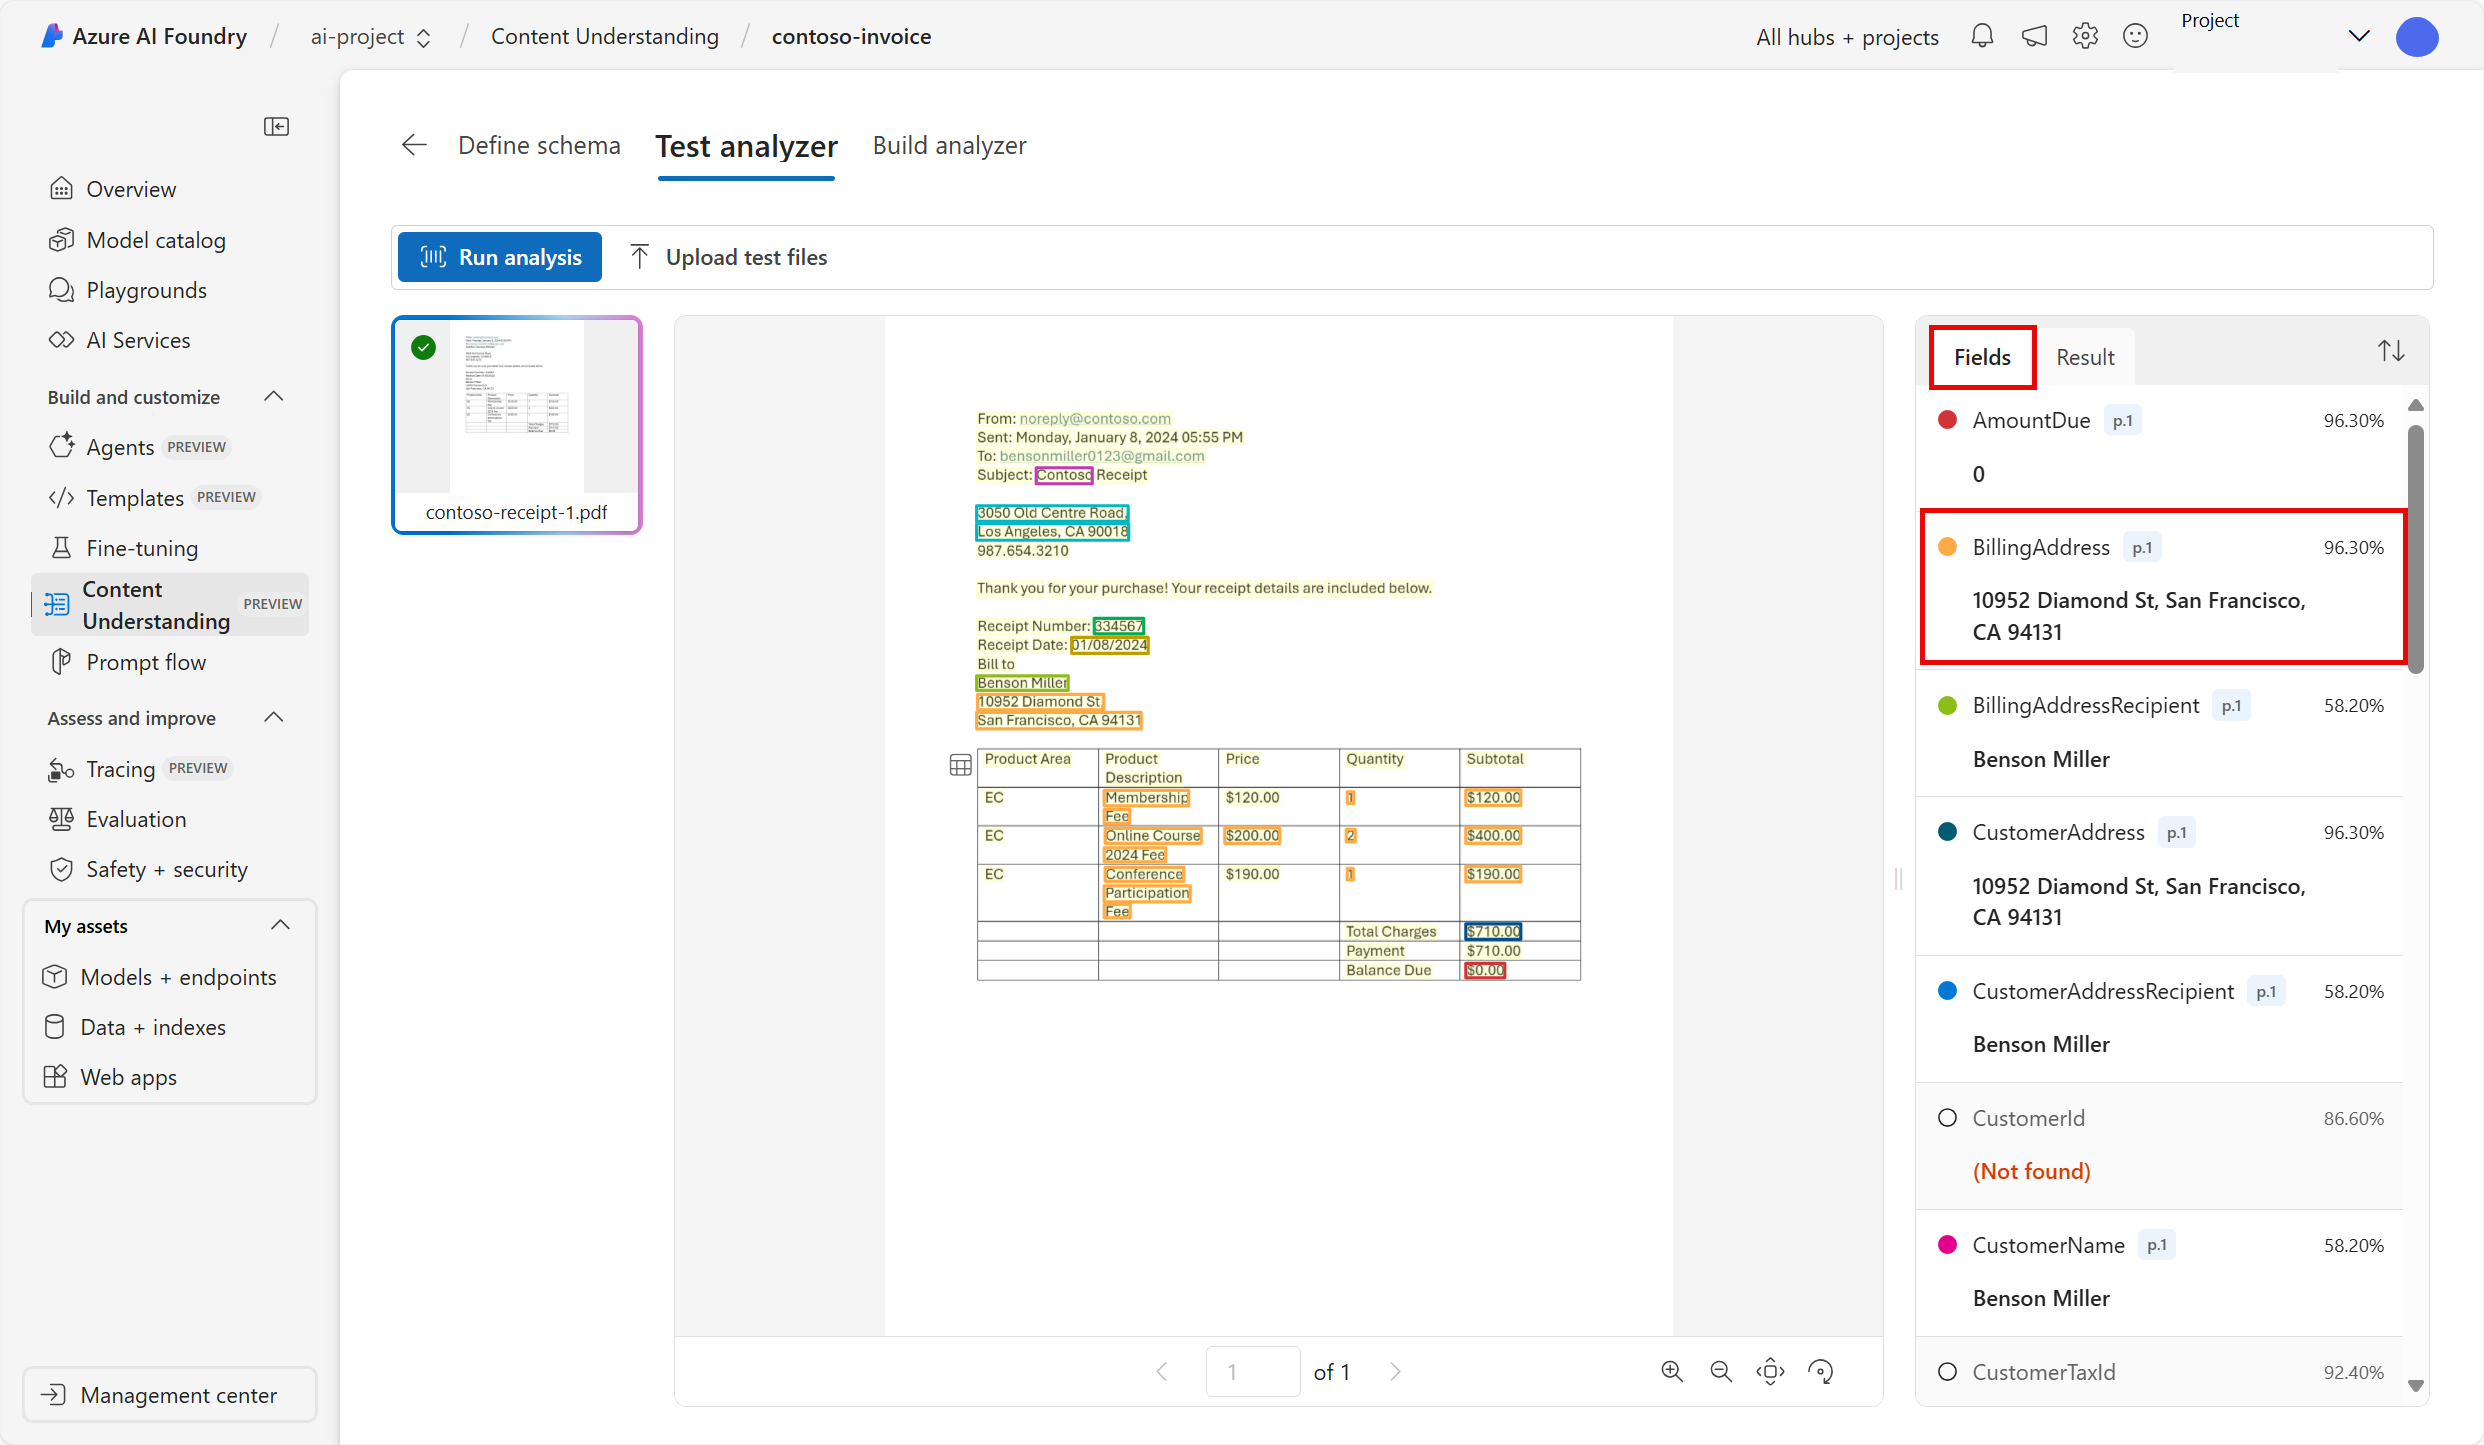 Azure AI Foundry / ai-project / Content Understanding / contoso-invoice
All hubs + projects
Project
Overview
Model catalog
Playgrounds
AI Services
Build and customize
Agents PREVIEW
Templates PREVIEW
Fine-tuning
Content Understanding PREVIEW
Prompt flow
Assess and improve
Tracing PREVIEW
Evaluation
Safety + security
My assets
Models + endpoints
Data + indexes
Web apps
Management center
Define schema Test analyzer Build analyzer
Run analysis Upload test files
contoso-receipt-1.pdf
From: noreply@contoso.com
Sent: Monday, January 8, 2024 05:55 PM
To: bensonmiller0123@gmail.com
Subject: Contoso Receipt
3050 Old Centre Road,
Los Angeles, CA 90018
987.654.3210
Thank you for your purchase! Your receipt details are included below.
Receipt Number: 334567
Receipt Date: 01/08/2024
Bill to
Benson Miller
10952 Diamond St,
San Francisco, CA 94131
Product Area Product Description Price Quantity Subtotal
EC Membership Fee $120.00 1 $120.00
EC Online Course 2024 Fee $200.00 2 $400.00
EC Conference Participation Fee $190.00 1 $190.00
Total Charges $710.00
Payment $710.00
Balance Due $0.00
1 of 1
Fields Result
AmountDue p.1 96.30%
0
BillingAddress p.1 96.30%
10952 Diamond St, San Francisco,
CA 94131
BillingAddressRecipient p.1 58.20%
Benson Miller
CustomerAddress p.1 96.30%
10952 Diamond St, San Francisco,
CA 94131
CustomerAddressRecipient p.1 58.20%
Benson Miller
CustomerId 86.60%
(Not found)
CustomerName p.1 58.20%
Benson Miller
CustomerTaxId 92.40%